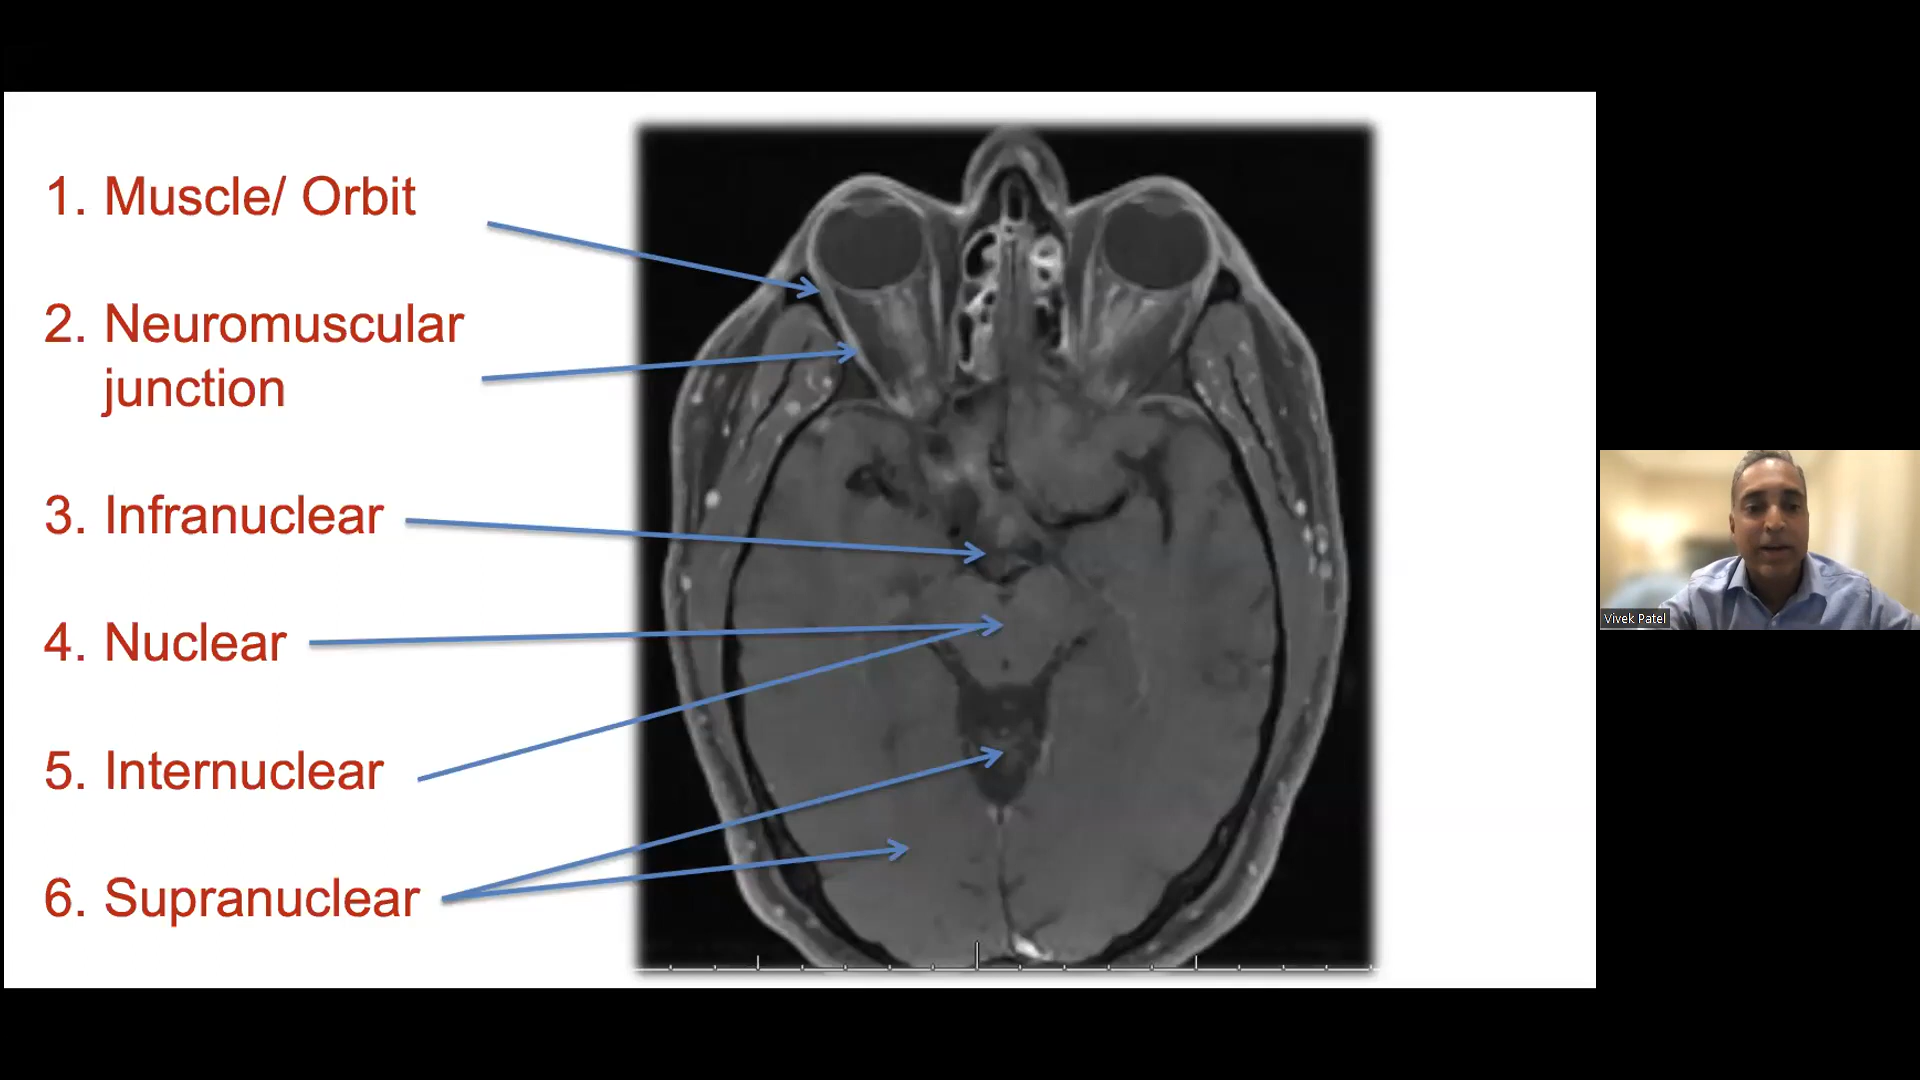 1. Muscle/ Orbit
2. Neuromuscular
junction
3. Infranuclear
4. Nuclear
5. Internuclear
6. Supranuclear
Vivek Patel